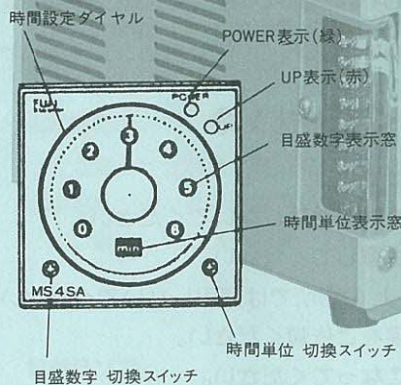 時間設定ダイヤル
POWER表示(緑)
UP表示(赤)
目盛数字表示窓
時間単位表示窓
時間単位 切換スイッチ
目盛数字 切換スイッチ
POWER
UP
0
1
2
3
4
5
6
min
MS4SA